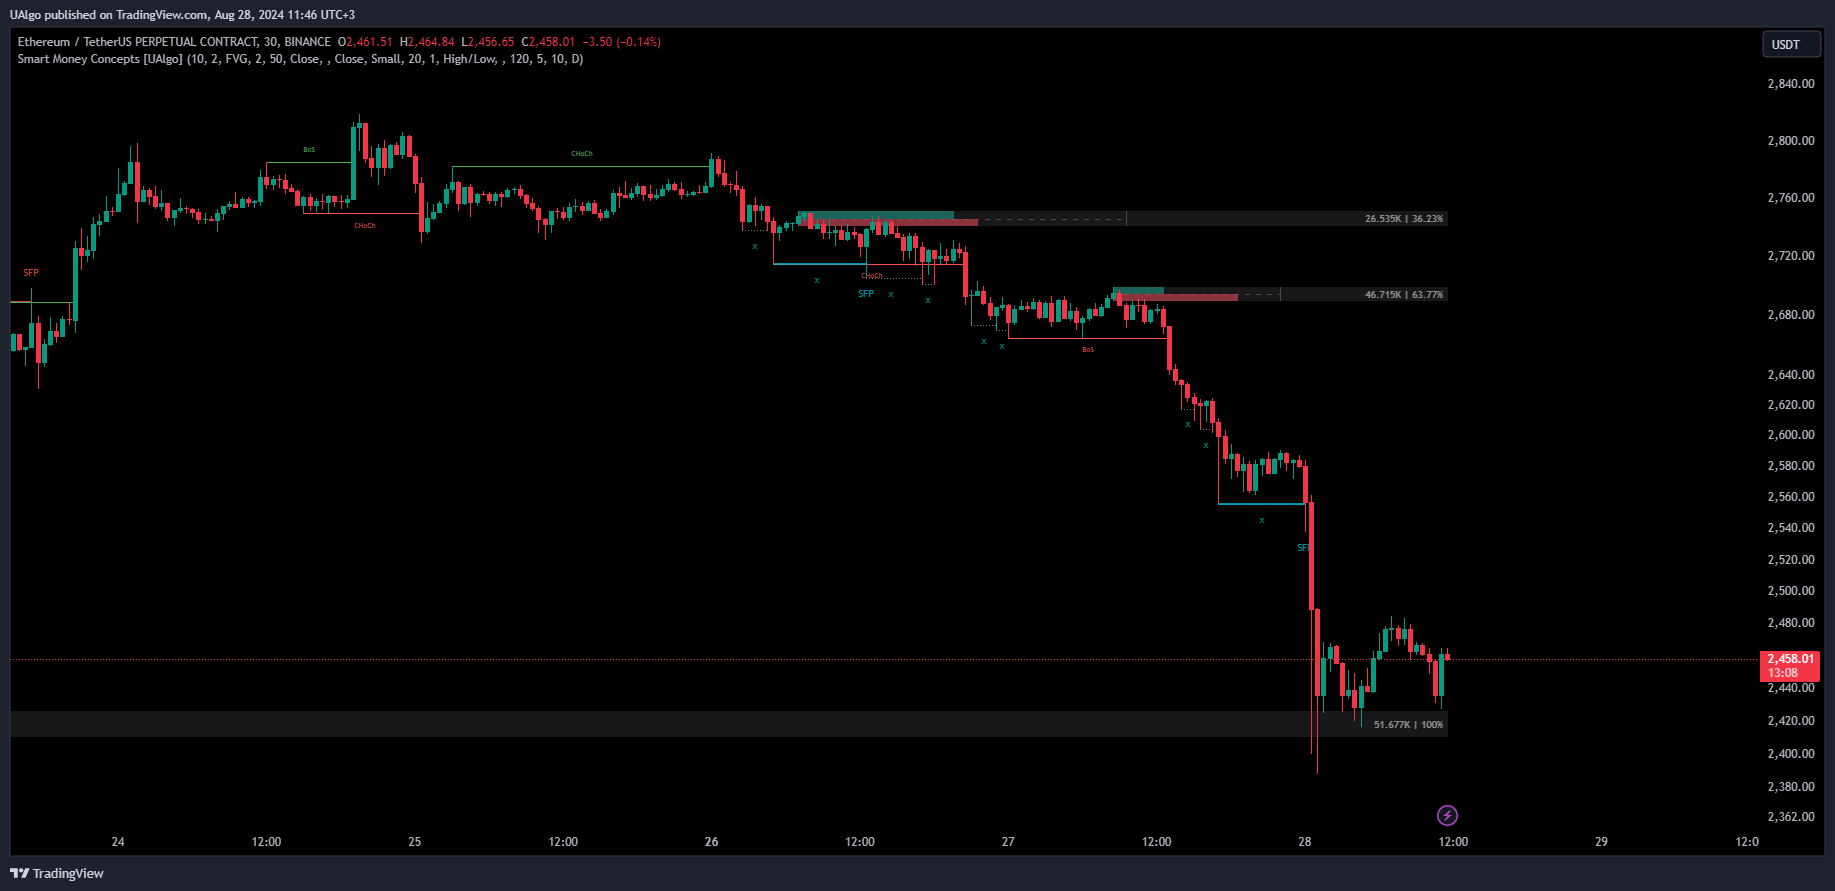 UAlgo published on TradingView.com, Aug 28, 2024 11:46 UTC+3
Ethereum / TetherUS PERPETUAL CONTRACT, 30, BINANCE O2,461.51 H2,464.84 L2,456.65 C2,458.01 −3.50 (−0.14%)
USDT
Smart Money Concepts [UAlgo] (10, 2, FVG, 2, 50, Close, , Close, Small, 20, 1, High/Low, , 120, 5, 10, D)
2,840.00
2,800.00
BoS
CHoCh
2,760.00
26.535K | 36.23%
CHoCh
x
2,720.00
SFP
CHoCh
x
SFP
x
x
46.715K | 63.77%
2,680.00
x
x
BoS
2,640.00
2,620.00
x
2,600.00
x
2,580.00
2,560.00
x
2,540.00
SFP
2,520.00
2,500.00
2,480.00
2,458.01
13:08
2,440.00
51.677K | 100%
2,420.00
2,400.00
2,380.00
2,362.00
24 12:00 25 12:00 26 12:00 27 12:00 28 12:00 29 12:0
TradingView